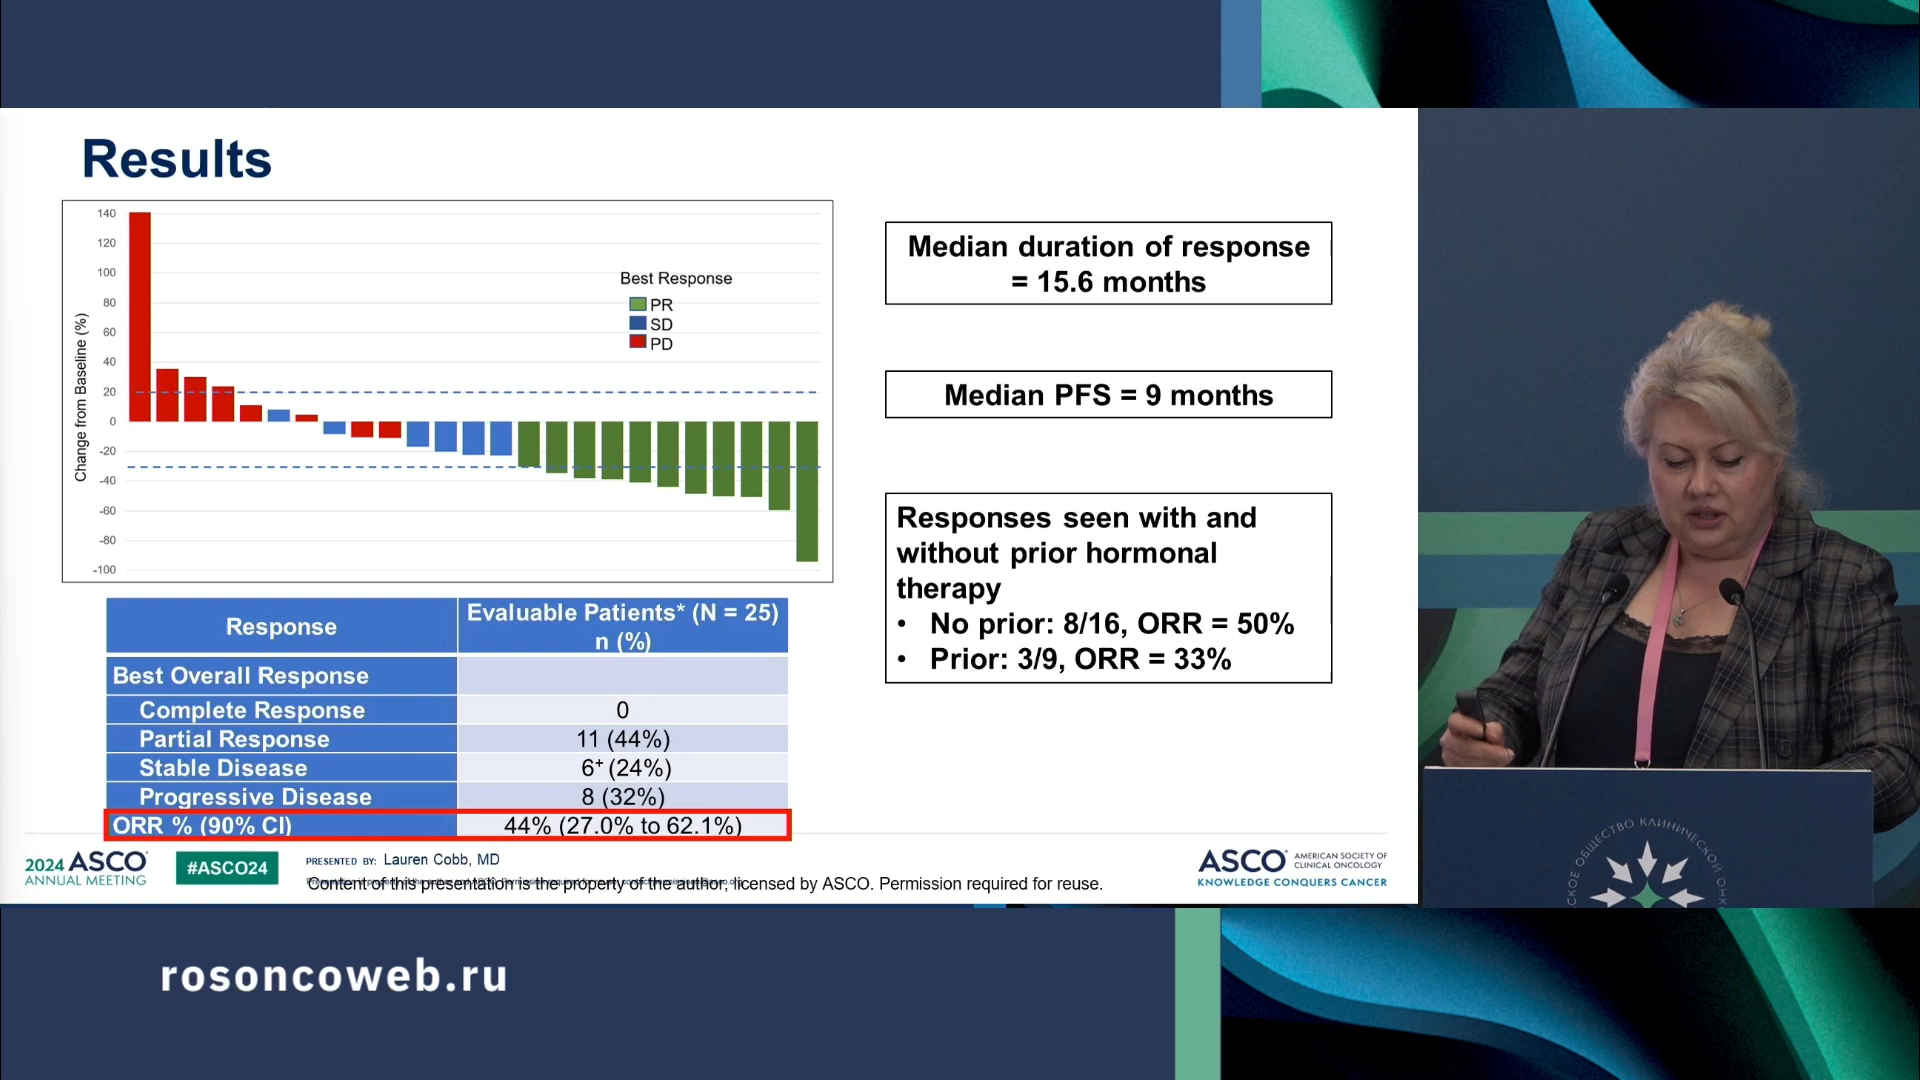 Results
140
120
100
80
60
40
20
0
-20
-40
-60
-80
-100
Change from Baseline (%)
Best Response
PR
SD
PD
Median duration of response
= 15.6 months
Median PFS = 9 months
Responses seen with and
without prior hormonal
therapy
• No prior: 8/16, ORR = 50%
• Prior: 3/9, ORR = 33%
Response
Evaluable Patients* (N = 25)
n (%)
Best Overall Response
Complete Response 0
Partial Response 11 (44%)
Stable Disease 6+ (24%)
Progressive Disease 8 (32%)
ORR % (90% CI) 44% (27.0% to 62.1%)
2024 ASCO
ANNUAL MEETING
#ASCO24
PRESENTED BY: Lauren Cobb, MD
Content of this presentation is the property of the author, licensed by ASCO. Permission required for reuse.
ASCO AMERICAN SOCIETY OF
CLINICAL ONCOLOGY
KNOWLEDGE CONQUERS CANCER
ОБЩЕСТВО КЛИНИЧЕСКОЙ
rosoncoweb.ru